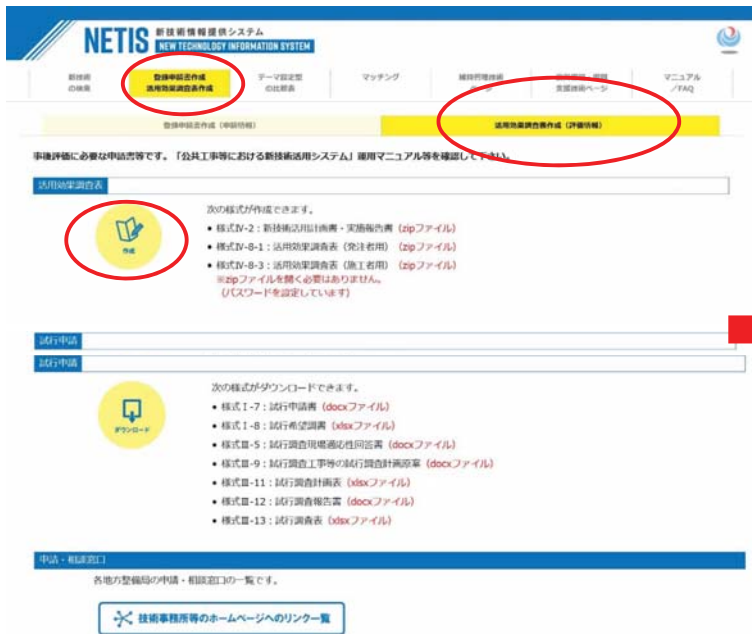 NETIS
新技術情報提供システム
NEW TECHNOLOGY INFORMATION SYSTEM
新技術
の検索
登録申請書作成
活用効果調査表作成
テーマ設定型
の比較表
マッチング
維持管理技術
支援技術ページ
マニュアル
/FAQ
登録申請書作成（申請情報）
活用効果調査表作成（評価情報）
事後評価に必要な申請書等です。「公共工事等における新技術活用システム」運用マニュアル等を確認して下さい。
活用効果調査表
作成
次の様式が作成できます。
• 様式Ⅳ-2：新技術活用計画書・実施報告書（zipファイル）
• 様式Ⅳ-8-1：活用効果調査表（発注者用）（zipファイル）
• 様式Ⅳ-8-3：活用効果調査表（施工者用）（zipファイル）
※zipファイルを開く必要はありません。
（パスワードを設定しています）
試行申請
試行申請
ダウンロード
次の様式がダウンロードできます。
• 様式Ⅰ-7：試行申請書（docxファイル）
• 様式Ⅰ-8：試行希望調書（xlsxファイル）
• 様式Ⅲ-5：試行調査現場適応性回答書（docxファイル）
• 様式Ⅲ-9：試行調査工事等の試行調査計画原案（docxファイル）
• 様式Ⅲ-11：試行調査計画表（xlsxファイル）
• 様式Ⅲ-12：試行調査報告書（docxファイル）
• 様式Ⅲ-13：試行調査表（xlsxファイル）
申請・相談窓口
各地方整備局の申請・相談窓口の一覧です。
技術事務所等のホームページへのリンク一覧